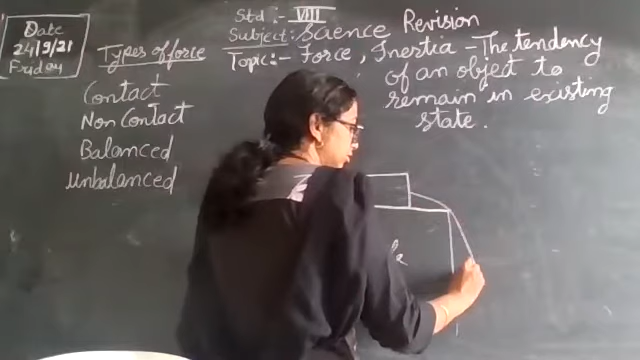 Std :- VIII
Subject: Science Revision
Topic:- Force, Inertia - The tendency
of an object to
remain in existing
state.
Date
24/9/21
Friday
Types of force
Contact
Non Contact
Balanced
Unbalanced